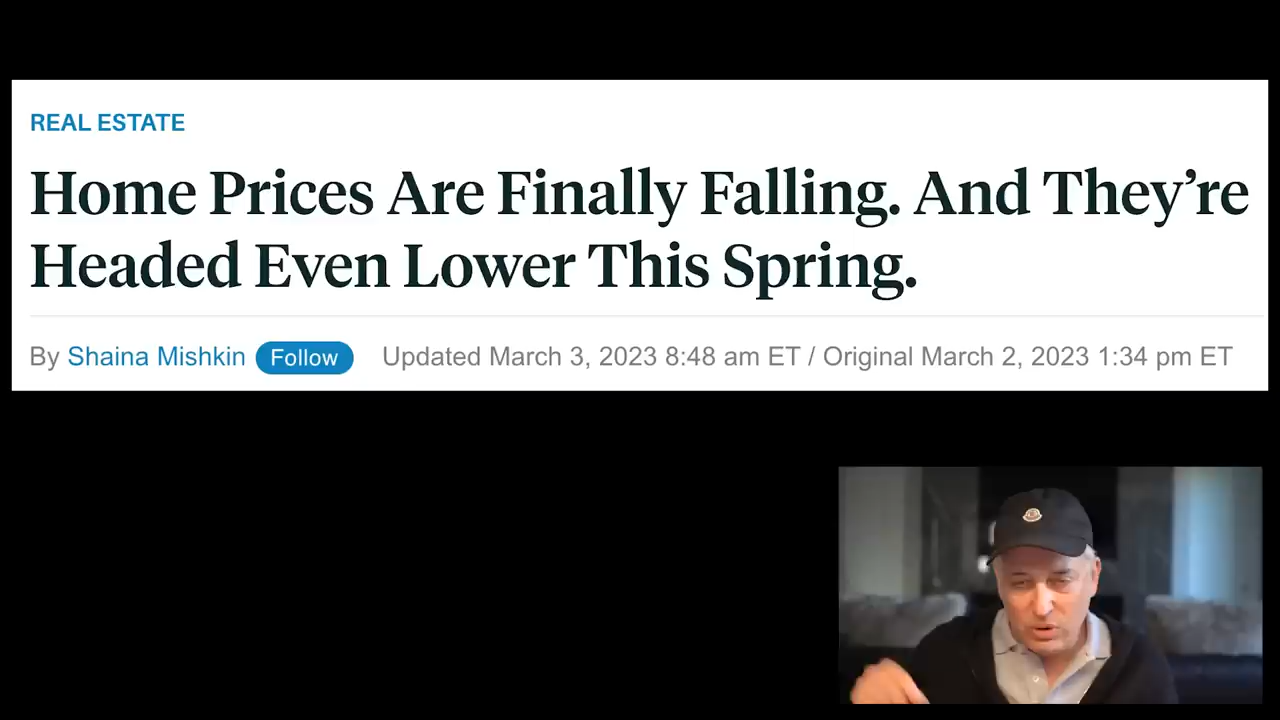 REAL ESTATE
Home Prices Are Finally Falling. And They’re
Headed Even Lower This Spring.
By Shaina Mishkin Follow Updated March 3, 2023 8:48 am ET / Original March 2, 2023 1:34 pm ET